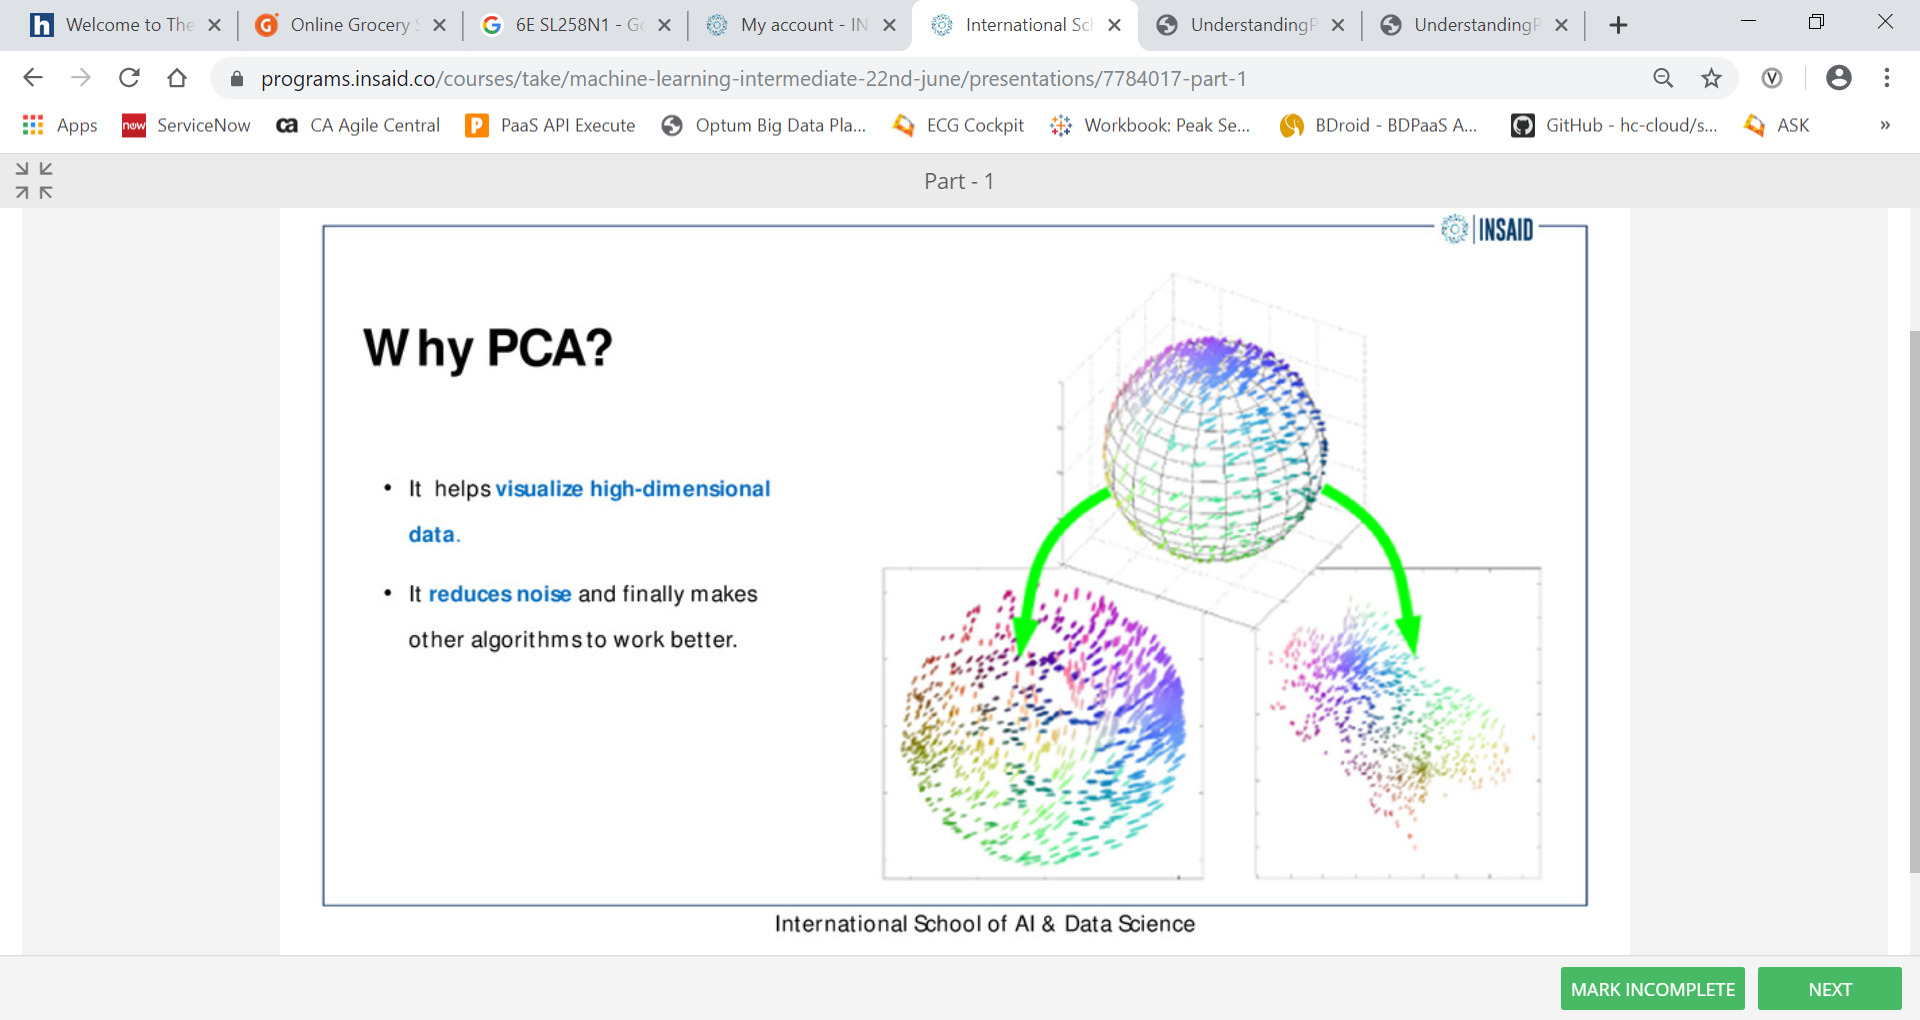 Welcome to The
Online Grocery S
6E SL258N1 - Go
My account - IN
International Sch
UnderstandingP
UnderstandingP
programs.insaid.co/courses/take/machine-learning-intermediate-22nd-june/presentations/7784017-part-1
Apps
now ServiceNow
ca CA Agile Central
P PaaS API Execute
Optum Big Data Pla...
ECG Cockpit
Workbook: Peak Se...
BDroid - BDPaaS A...
GitHub - hc-cloud/s...
ASK
»
Part - 1
INSAID
Why PCA?
• It helps visualize high-dimensional
data.
• It reduces noise and finally makes
other algorithms to work better.
International School of AI & Data Science
MARK INCOMPLETE
NEXT